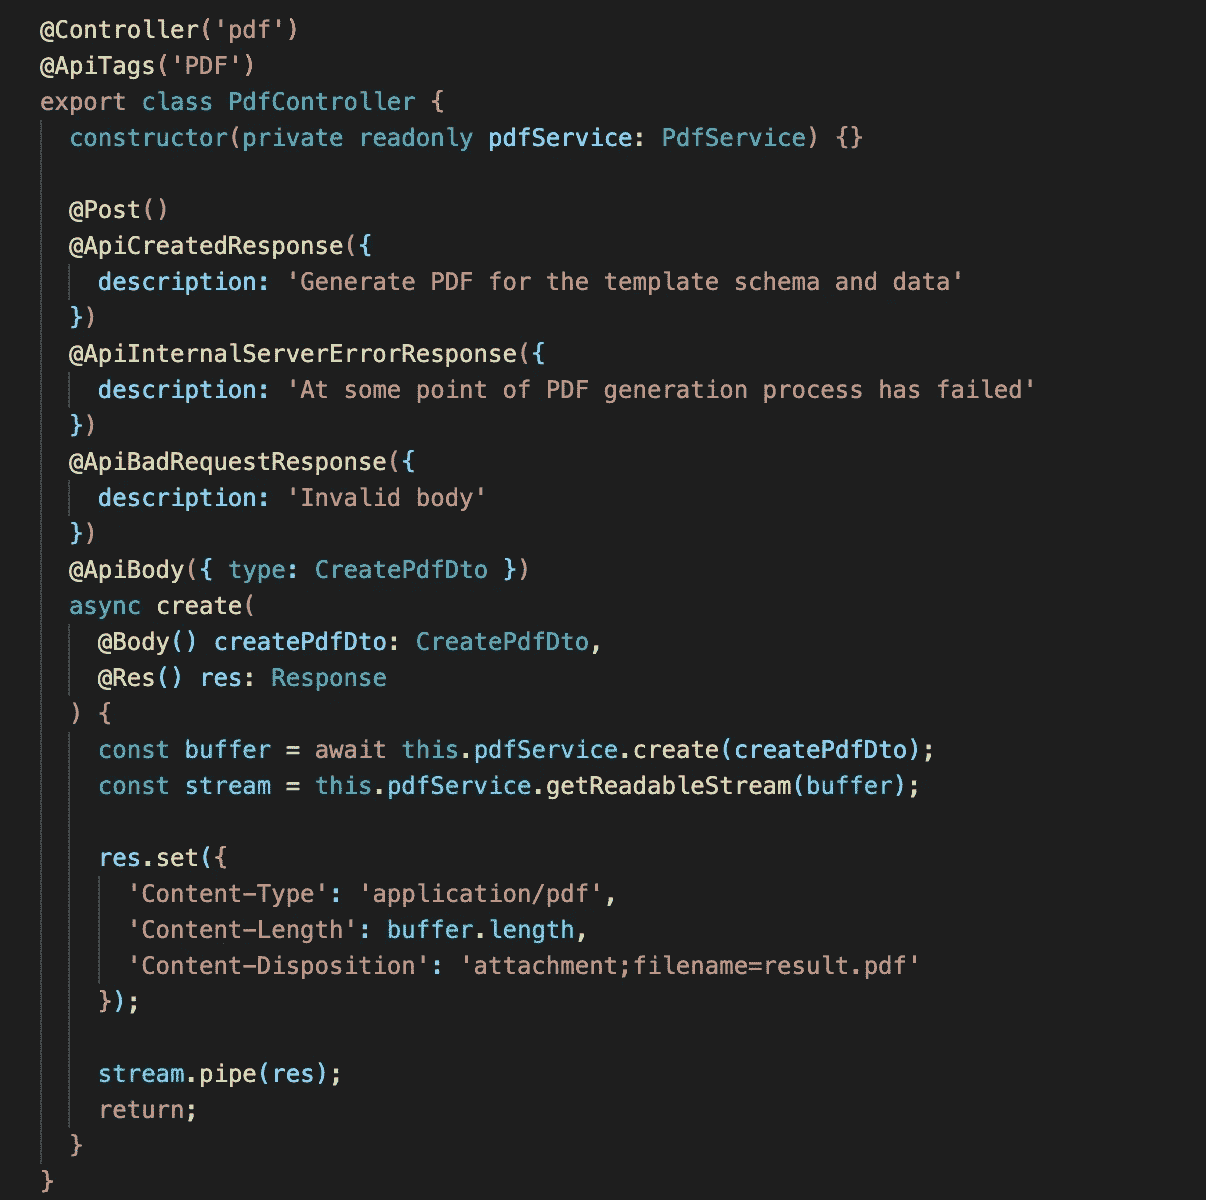 @Controller('pdf')
@ApiTags('PDF')
export class PdfController {
  constructor(private readonly pdfService: PdfService) {}

  @Post()
  @ApiCreatedResponse({
    description: 'Generate PDF for the template schema and data'
  })
  @ApiInternalServerErrorResponse({
    description: 'At some point of PDF generation process has failed'
  })
  @ApiBadRequestResponse({
    description: 'Invalid body'
  })
  @ApiBody({ type: CreatePdfDto })
  async create(
    @Body() createPdfDto: CreatePdfDto,
    @Res() res: Response
  ) {
    const buffer = await this.pdfService.create(createPdfDto);
    const stream = this.pdfService.getReadableStream(buffer);

    res.set({
      'Content-Type': 'application/pdf',
      'Content-Length': buffer.length,
      'Content-Disposition': 'attachment;filename=result.pdf'
    });

    stream.pipe(res);
    return;
  }
}